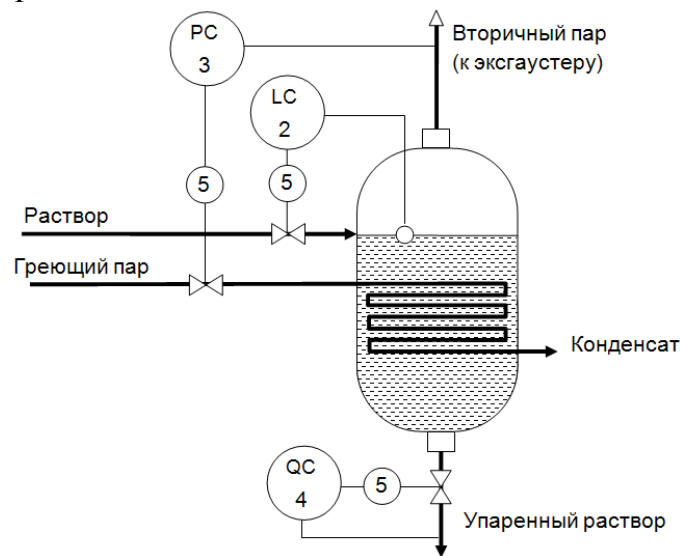 PC
3
Вторичный пар
(к эксгаустеру)
LC
2
5
5
Раствор
Греющий пар
Конденсат
QC
4
5
Упаренный раствор